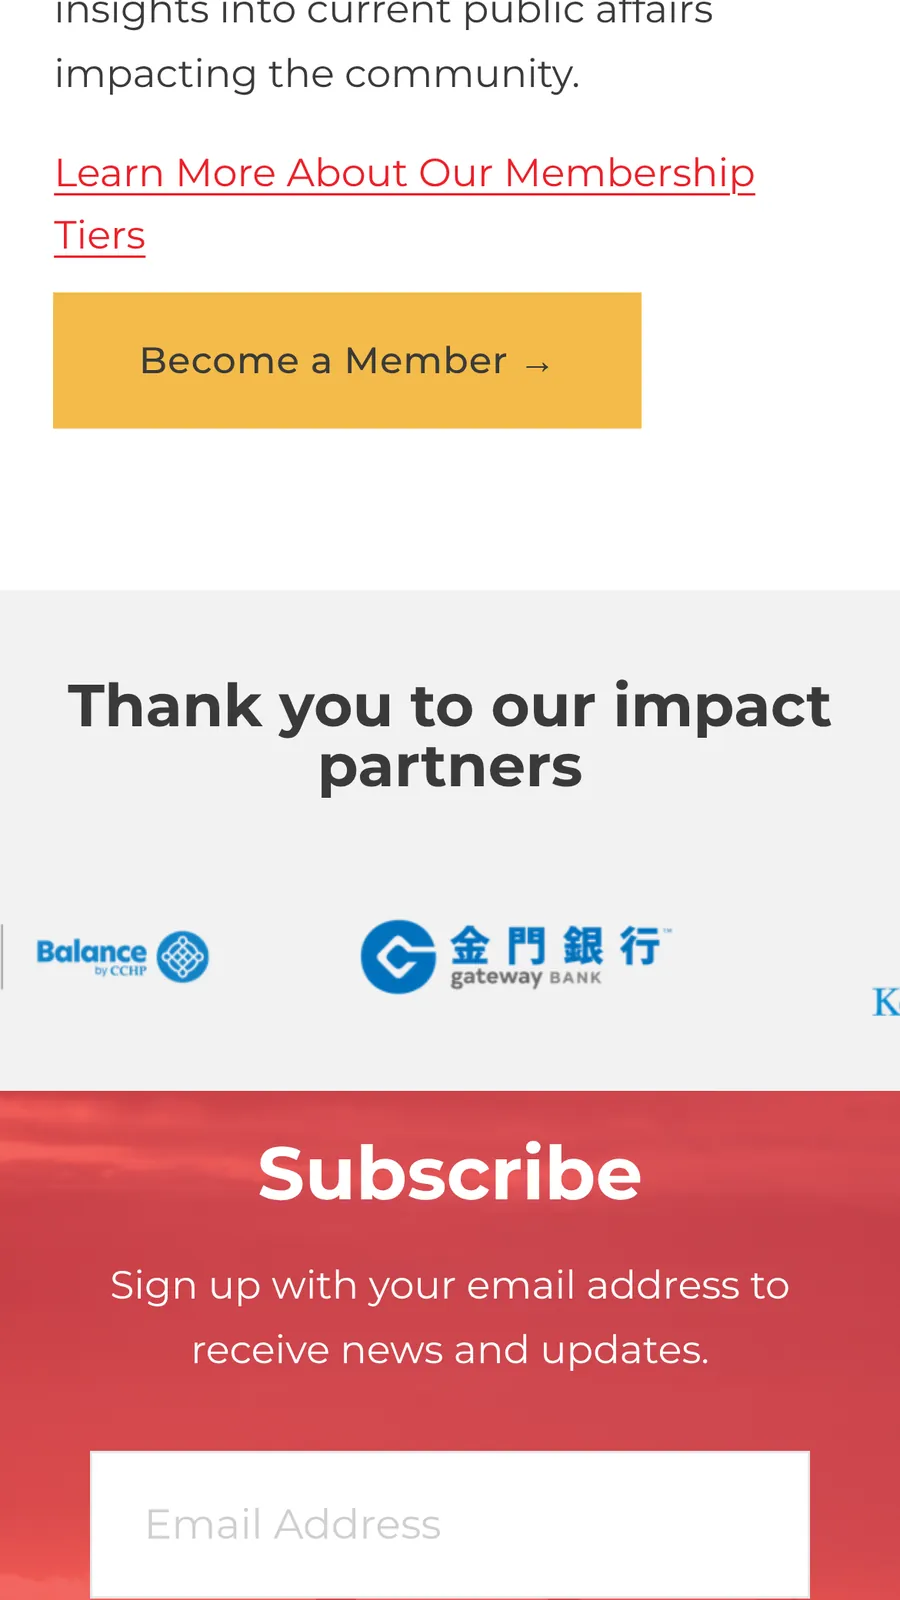 insights into current public affairs
impacting the community.
Learn More About Our Membership
Tiers
Become a Member →
Thank you to our impact
partners
Balance
by CCHP
金門銀行™
gateway BANK
Subscribe
Sign up with your email address to
receive news and updates.
Email Address